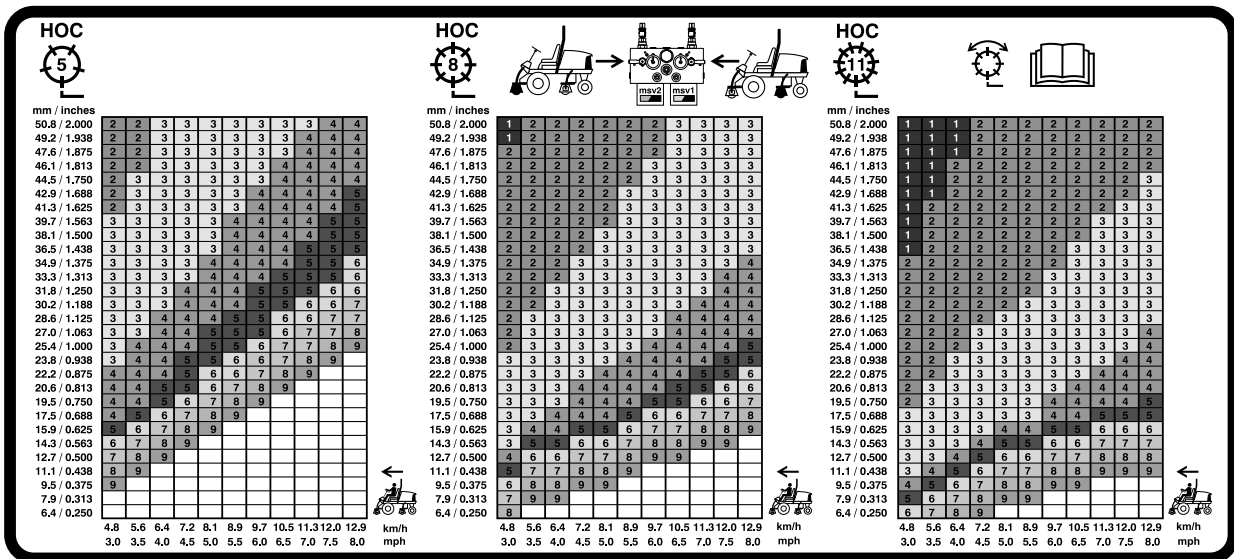 HOC
5
mm / inches
50.8 / 2.000 2 2 3 3 3 3 3 3 3 4 4
49.2 / 1.938 2 2 3 3 3 3 3 3 4 4 4
47.6 / 1.875 2 2 3 3 3 3 3 3 4 4 4
46.1 / 1.813 2 2 3 3 3 3 3 4 4 4 4
44.5 / 1.750 2 3 3 3 3 3 3 4 4 4 4
42.9 / 1.688 2 3 3 3 3 3 4 4 4 4 5
41.3 / 1.625 2 3 3 3 3 3 4 4 4 4 5
39.7 / 1.563 3 3 3 3 3 4 4 4 4 5 5
38.1 / 1.500 3 3 3 3 3 4 4 4 4 5 5
36.5 / 1.438 3 3 3 3 3 4 4 4 5 5 5
34.9 / 1.375 3 3 3 3 4 4 4 4 5 5 6
33.3 / 1.313 3 3 3 3 4 4 4 5 5 5 6
31.8 / 1.250 3 3 3 4 4 4 5 5 5 6 6
30.2 / 1.188 3 3 3 4 4 4 5 5 6 6 7
28.6 / 1.125 3 3 4 4 4 5 5 6 6 7 7
27.0 / 1.063 3 3 4 4 5 5 5 6 7 7 8
25.4 / 1.000 3 4 4 4 5 5 6 7 7 8 9
23.8 / 0.938 3 4 4 5 5 6 6 7 8 9
22.2 / 0.875 4 4 4 5 6 6 7 8 9
20.6 / 0.813 4 4 5 5 6 7 8 9
19.5 / 0.750 4 4 5 6 7 8 9
17.5 / 0.688 4 5 6 7 8 9
15.9 / 0.625 5 6 7 8 9
14.3 / 0.563 6 7 8 9
12.7 / 0.500 7 8 9
11.1 / 0.438 8 9
9.5 / 0.375 9
7.9 / 0.313
6.4 / 0.250
4.8 5.6 6.4 7.2 8.1 8.9 9.7 10.5 11.3 12.0 12.9 km/h
3.0 3.5 4.0 4.5 5.0 5.5 6.0 6.5 7.0 7.5 8.0 mph
HOC
8
msv2 msv1
mm / inches
50.8 / 2.000 1 2 2 2 2 2 2 3 3 3 3
49.2 / 1.938 1 2 2 2 2 2 2 3 3 3 3
47.6 / 1.875 2 2 2 2 2 2 2 3 3 3 3
46.1 / 1.813 2 2 2 2 2 2 3 3 3 3 3
44.5 / 1.750 2 2 2 2 2 2 3 3 3 3 3
42.9 / 1.688 2 2 2 2 2 3 3 3 3 3 3
41.3 / 1.625 2 2 2 2 2 3 3 3 3 3 3
39.7 / 1.563 2 2 2 2 2 3 3 3 3 3 3
38.1 / 1.500 2 2 2 2 3 3 3 3 3 3 3
36.5 / 1.438 2 2 2 2 3 3 3 3 3 3 3
34.9 / 1.375 2 2 2 3 3 3 3 3 3 3 4
33.3 / 1.313 2 2 2 3 3 3 3 3 3 4 4
31.8 / 1.250 2 2 3 3 3 3 3 3 3 4 4
30.2 / 1.188 2 2 3 3 3 3 3 3 4 4 4
28.6 / 1.125 2 3 3 3 3 3 3 4 4 4 4
27.0 / 1.063 2 3 3 3 3 3 3 4 4 4 4
25.4 / 1.000 2 3 3 3 3 3 4 4 4 4 5
23.8 / 0.938 3 3 3 3 3 4 4 4 4 5 5
22.2 / 0.875 3 3 3 3 4 4 4 4 5 5 6
20.6 / 0.813 3 3 3 4 4 4 4 5 5 6 6
19.5 / 0.750 3 3 3 4 4 4 5 5 6 6 7
17.5 / 0.688 3 3 4 4 4 5 6 6 7 7 8
15.9 / 0.625 3 4 4 5 5 6 6 7 7 8 9
14.3 / 0.563 3 5 5 6 6 7 7 8 9 9
12.7 / 0.500 4 6 6 6 7 8 8 9
11.1 / 0.438 5 6 7 7 8 9
9.5 / 0.375 6 7 8 9 9
7.9 / 0.313 7 9 9
6.4 / 0.250 8
4.8 5.6 6.4 7.2 8.1 8.9 9.7 10.5 11.3 12.0 12.9 km/h
3.0 3.5 4.0 4.5 5.0 5.5 6.0 6.5 7.0 7.5 8.0 mph
HOC
11
mm / inches
50.8 / 2.000 1 1 1 2 2 2 2 2 2 2 2
49.2 / 1.938 1 1 1 2 2 2 2 2 2 2 2
47.6 / 1.875 1 1 1 2 2 2 2 2 2 2 2
46.1 / 1.813 1 1 2 2 2 2 2 2 2 2 2
44.5 / 1.750 1 1 2 2 2 2 2 2 2 2 3
42.9 / 1.688 1 1 2 2 2 2 2 2 2 2 3
41.3 / 1.625 1 2 2 2 2 2 2 2 2 3 3
39.7 / 1.563 1 2 2 2 2 2 2 2 3 3 3
38.1 / 1.500 1 2 2 2 2 2 2 2 3 3 3
36.5 / 1.438 1 2 2 2 2 2 2 3 3 3 3
34.9 / 1.375 2 2 2 2 2 2 2 3 3 3 3
33.3 / 1.313 2 2 2 2 2 2 3 3 3 3 3
31.8 / 1.250 2 2 2 2 2 2 3 3 3 3 3
30.2 / 1.188 2 2 2 2 2 3 3 3 3 3 3
28.6 / 1.125 2 2 2 2 3 3 3 3 3 3 3
27.0 / 1.063 2 2 2 3 3 3 3 3 3 3 4
25.4 / 1.000 2 2 2 3 3 3 3 3 3 3 4
23.8 / 0.938 2 2 3 3 3 3 3 3 3 4 4
22.2 / 0.875 2 2 3 3 3 3 3 3 4 4 4
20.6 / 0.813 2 3 3 3 3 3 3 4 4 4 4
19.5 / 0.750 2 3 3 3 3 3 4 4 4 4 5
17.5 / 0.688 3 3 3 3 3 4 4 4 5 5 5
15.9 / 0.625 3 3 3 3 4 4 5 5 6 6 6
14.3 / 0.563 3 3 3 4 5 5 6 6 7 7 7
12.7 / 0.500 3 3 4 5 6 6 7 7 8 8 8
11.1 / 0.438 3 4 5 6 7 7 8 8 9 9 9
9.5 / 0.375 4 5 6 7 8 8 9 9
7.9 / 0.313 5 6 7 8 9 9
6.4 / 0.250 6 7 8 9
4.8 5.6 6.4 7.2 8.1 8.9 9.7 10.5 11.3 12.0 12.9 km/h
3.0 3.5 4.0 4.5 5.0 5.5 6.0 6.5 7.0 7.5 8.0 mph